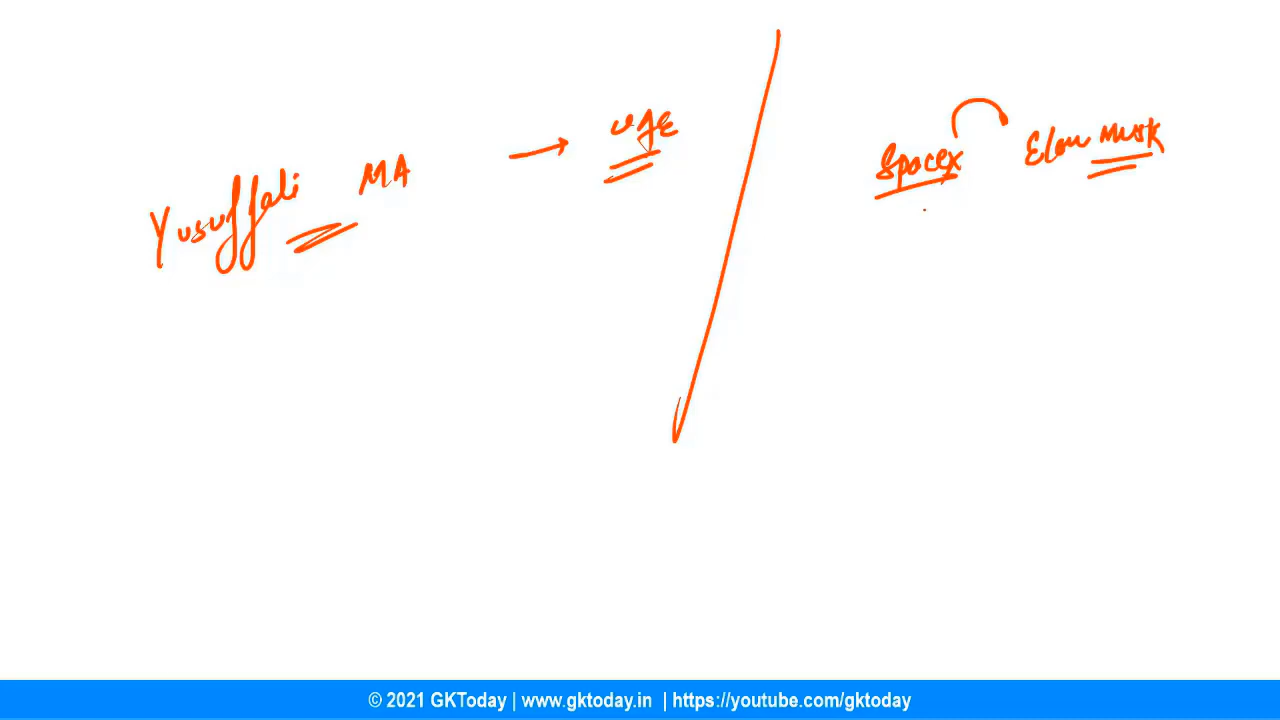 Yusuffali MA → UAE
SpaceX Elon Musk
© 2021 GKToday | www.gktoday.in | https://youtube.com/gktoday